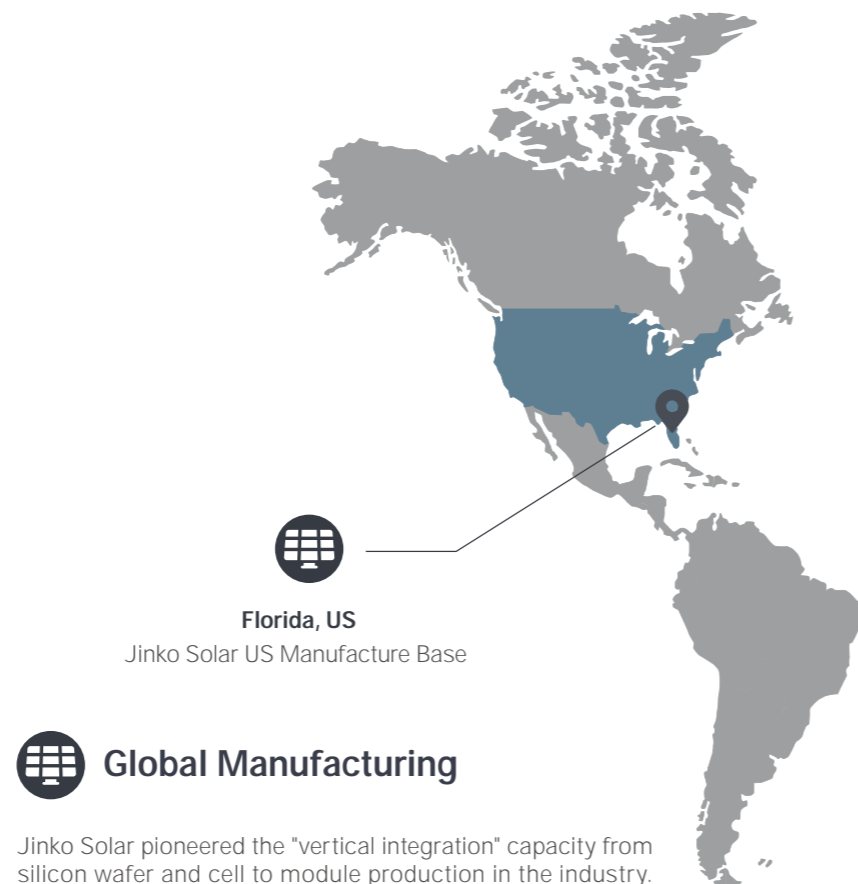 Florida, US
Jinko Solar US Manufacture Base
Global Manufacturing
Jinko Solar pioneered the "vertical integration" capacity from
silicon wafer and cell to module production in the industry.